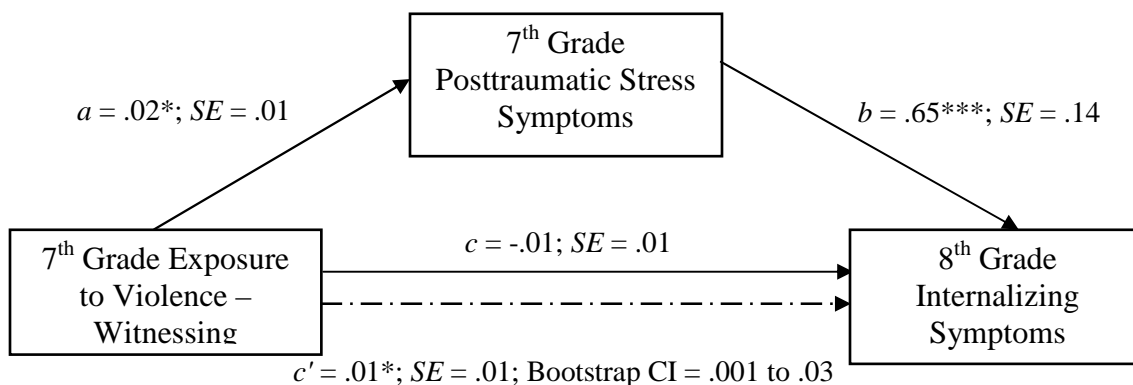 7th Grade
Posttraumatic Stress
Symptoms
a = .02*; SE = .01
b = .65***; SE = .14
7th Grade Exposure
to Violence –
Witnessing
c = -.01; SE = .01
8th Grade
Internalizing
Symptoms
c' = .01*; SE = .01; Bootstrap CI = .001 to .03